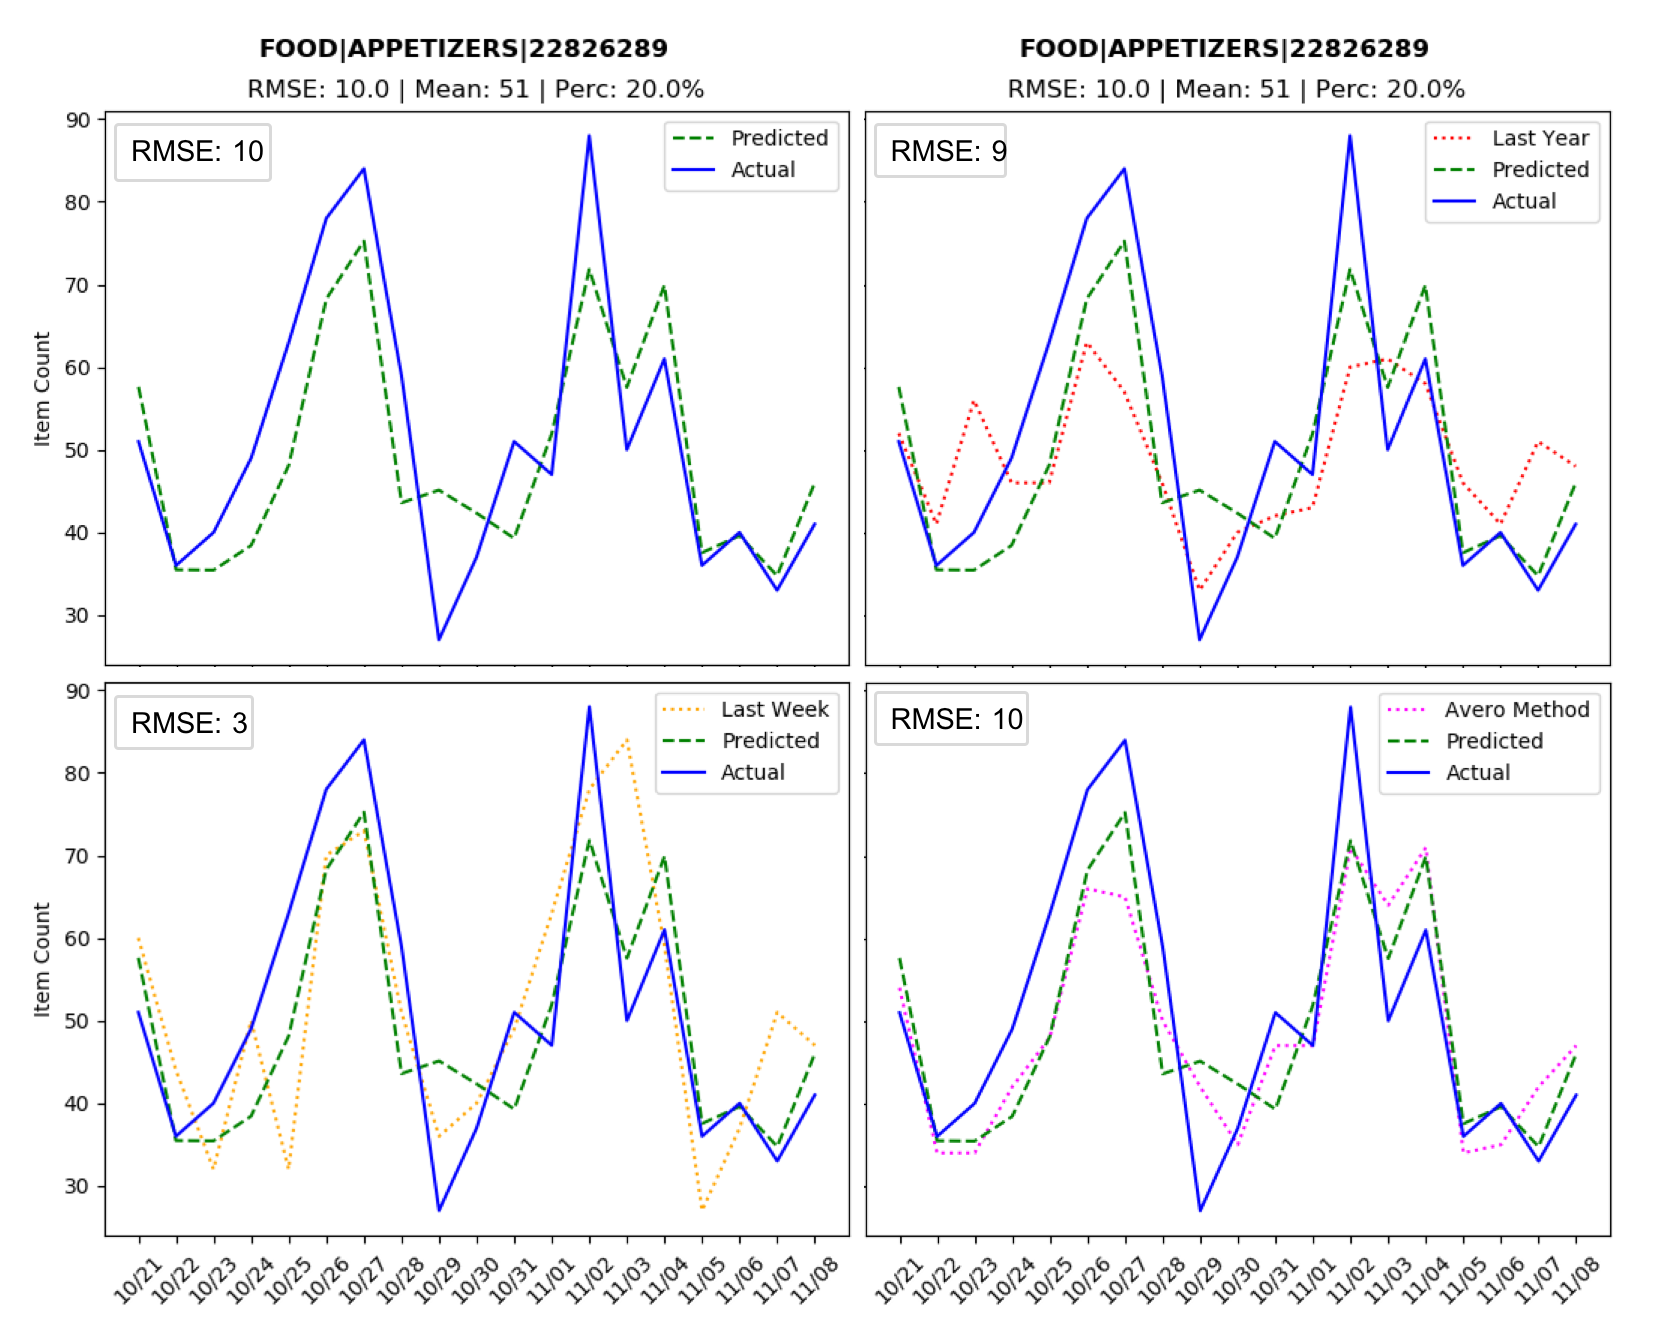 FOOD|APPETIZERS|22826289
RMSE: 10.0 | Mean: 51 | Perc: 20.0%
FOOD|APPETIZERS|22826289
RMSE: 10.0 | Mean: 51 | Perc: 20.0%
RMSE: 10
Predicted
Actual
90
80
70
60
50
40
30
Item Count
RMSE: 9
Last Year
Predicted
Actual
RMSE: 3
Last Week
Predicted
Actual
90
80
70
60
50
40
30
Item Count
10/21 10/22 10/23 10/24 10/25 10/26 10/27 10/28 10/29 10/30 10/31 11/01 11/02 11/03 11/04 11/05 11/06 11/07 11/08
RMSE: 10
Avero Method
Predicted
Actual
10/21 10/22 10/23 10/24 10/25 10/26 10/27 10/28 10/29 10/30 10/31 11/01 11/02 11/03 11/04 11/05 11/06 11/07 11/08